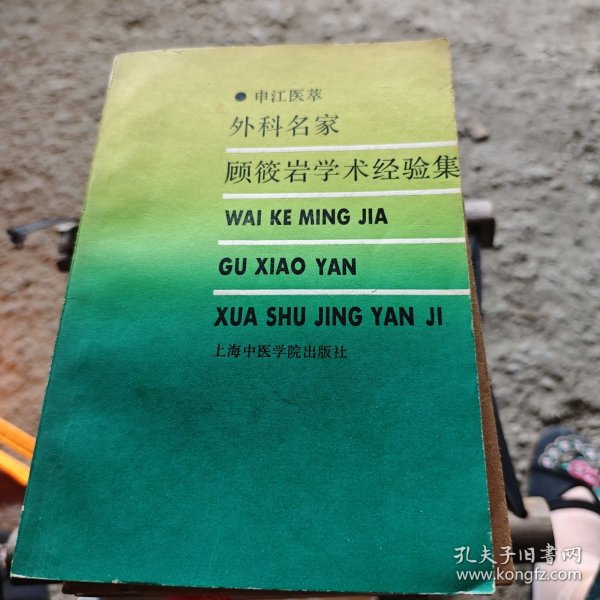 申江医萃
外科名家
顾筱岩学术经验集
WAI KE MING JIA
GU XIAO YAN
XUA SHU JING YAN JI
上海中医学院出版社
孔夫子旧书网
www.kongfz.com